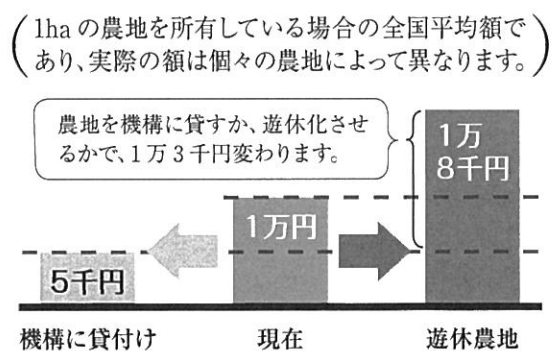 1haの農地を所有している場合の全国平均額で
あり、実際の額は個々の農地によって異なります。
農地を機構に貸すか、遊休化させ
るかで、1万3千円変わります。
1万
8千円
1万円
5千円
機構に貸付け
現在
遊休農地